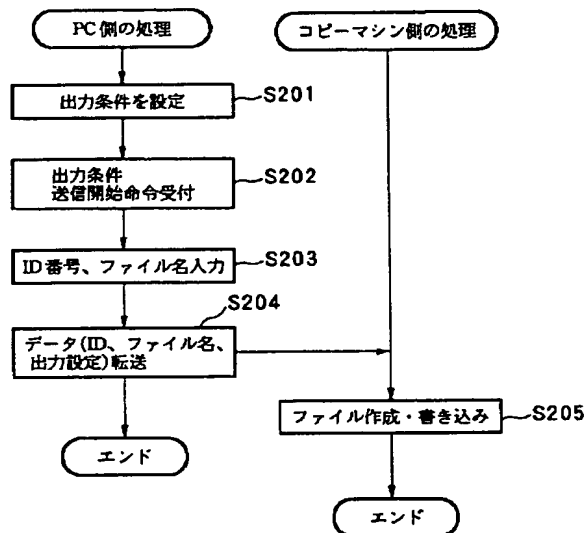 PC側の処理
コピーマシン側の処理
出力条件を設定
S201
出力条件
送信開始命令受付
S202
ID番号、ファイル名入力
S203
S204
データ(ID、ファイル名、
出力設定)転送
ファイル作成・書き込み
S205
エンド
エンド